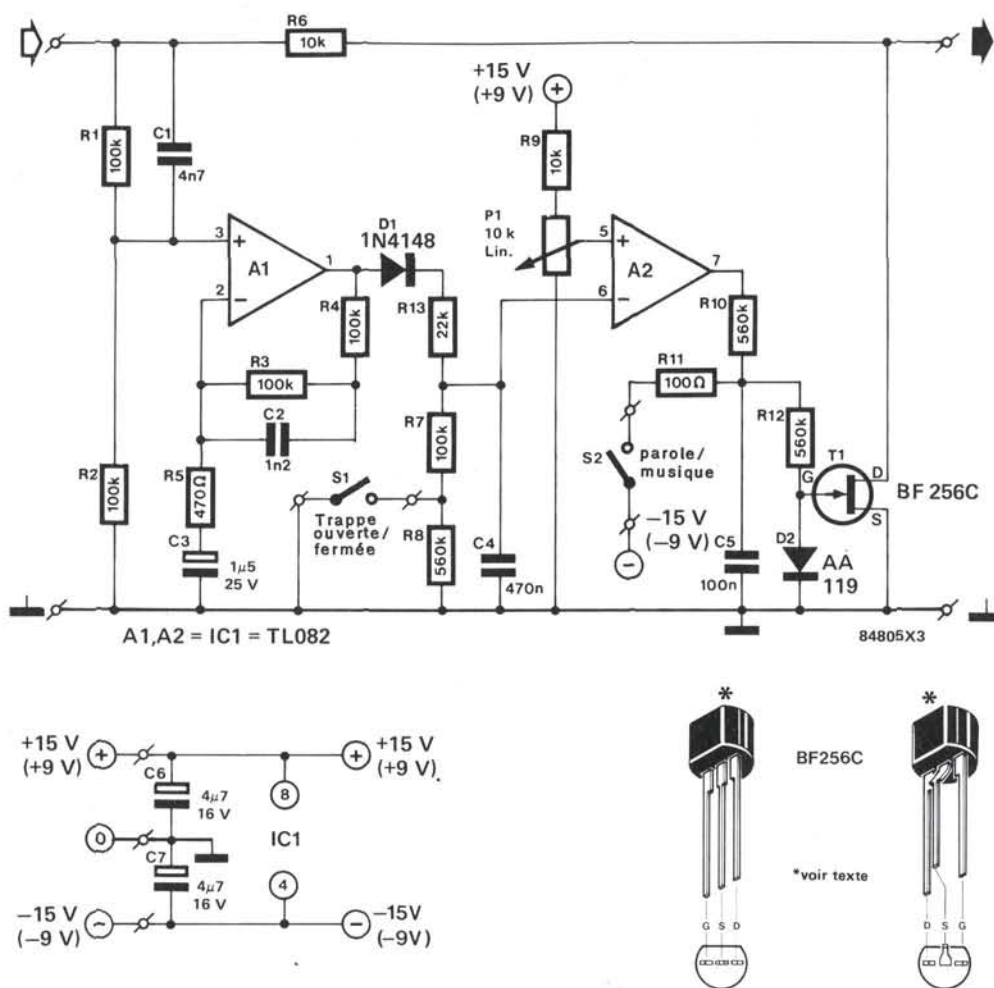 R6
10k
+15 V
(+9 V)
R1
100k
C1
4n7
R9
10k
D1
1N4148
P1
10 k
Lin.
3
+
A1
1
2
−
5
+
A2
7
6
−
R4
100k
R13
22k
R10
560k
R3
100k
C2
1n2
R11
100Ω
R7
100k
R12
560k
S2
parole/
musique
T1
G
D
S
BF 256C
R2
100k
R5
470Ω
S1
Trappe
ouverte/
fermée
−15 V
(−9 V)
−
R8
560k
C4
470n
C5
100n
D2
AA
119
C3
1µ5
25 V
A1,A2 = IC1 = TL082
84805X3
+15 V
(+9 V)
+
+
+15 V
(+9 V)
C6
4µ7
16 V
8
0
IC1
C7
4µ7
16 V
4
−15 V
(−9 V)
−
−
−15V
(−9V)
*
*
BF256C
*voir texte
G S D
D S G